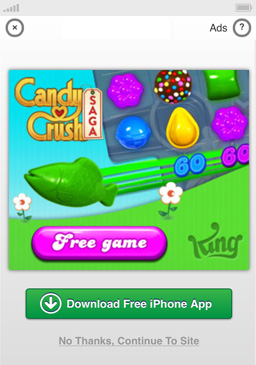 Ads ?
Candy
Crush
SAGA
60 60
Free game
King
Download Free iPhone App
No Thanks, Continue To Site